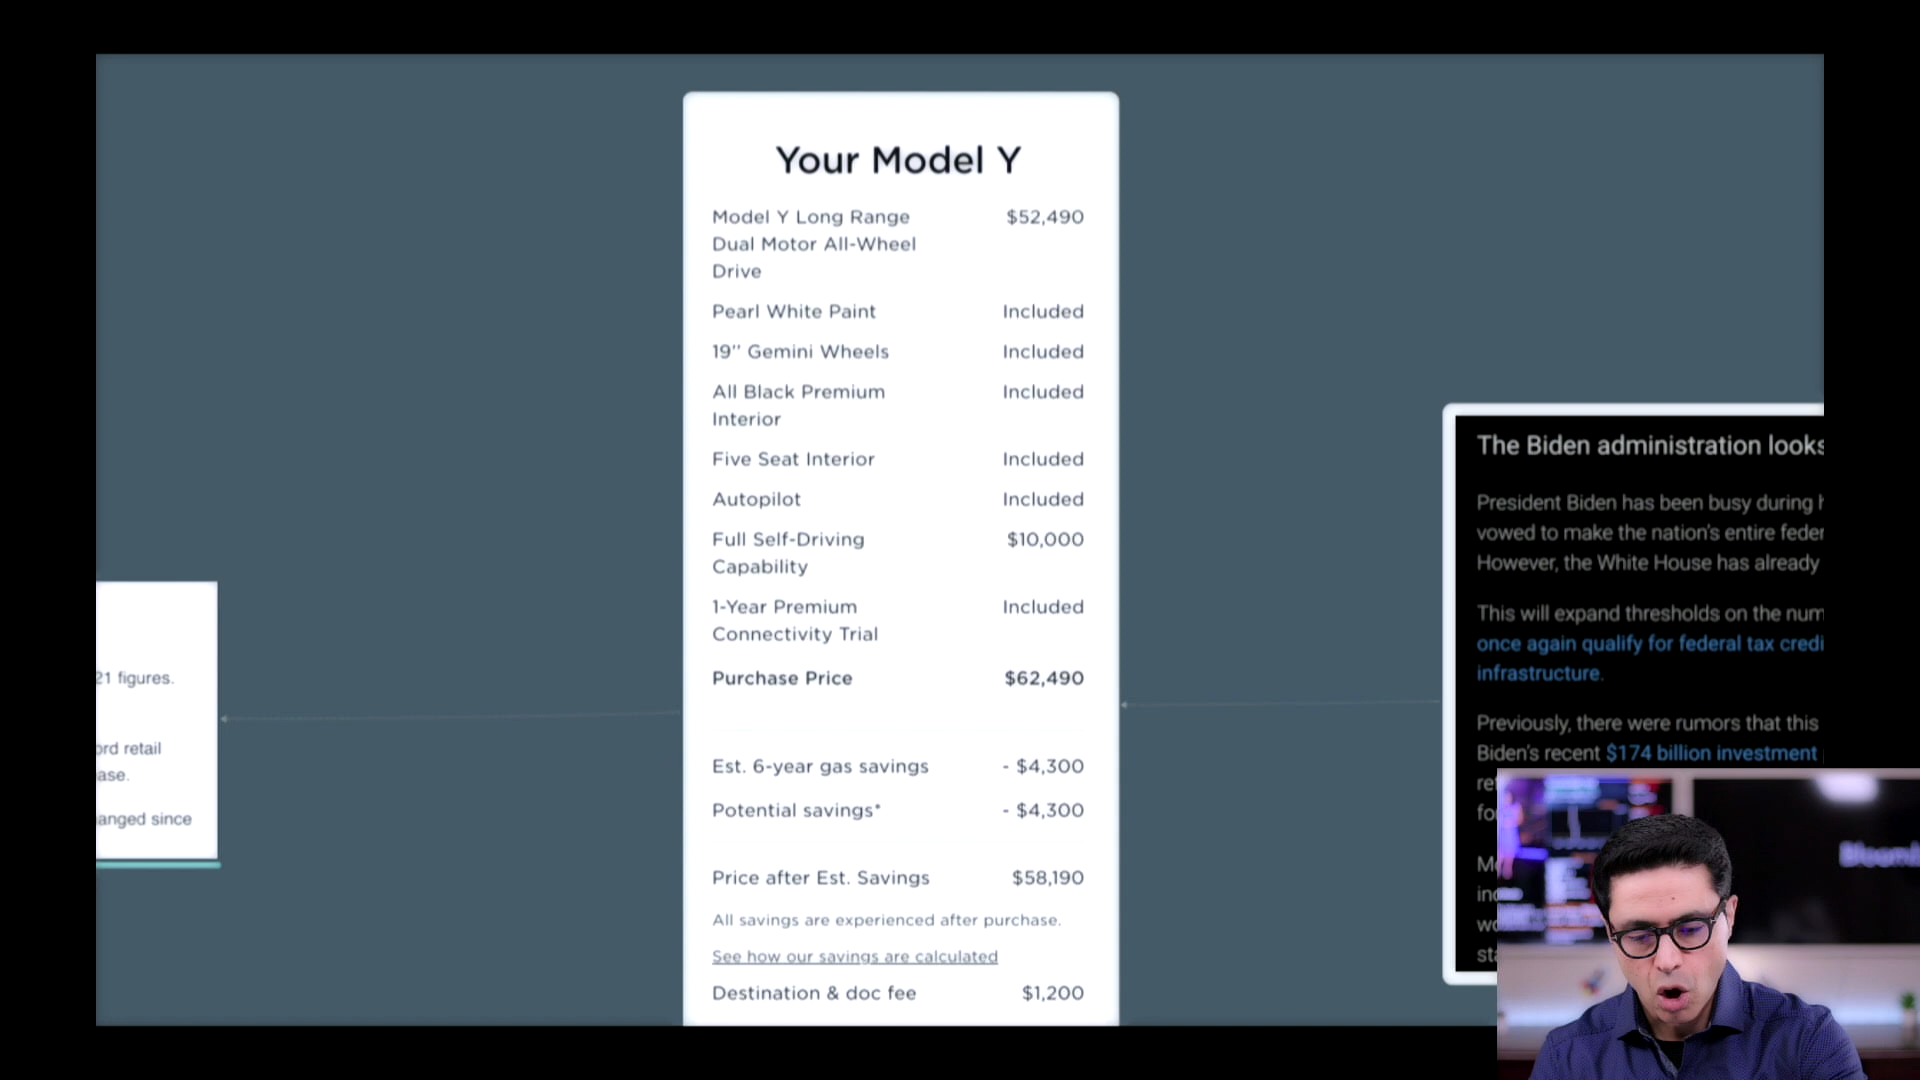 Your Model Y
Model Y Long Range $52,490
Dual Motor All-Wheel
Drive
Pearl White Paint Included
19'' Gemini Wheels Included
All Black Premium Included
Interior
Five Seat Interior Included
Autopilot Included
Full Self-Driving $10,000
Capability
1-Year Premium Included
Connectivity Trial
Purchase Price $62,490
Est. 6-year gas savings - $4,300
Potential savings* - $4,300
Price after Est. Savings $58,190
All savings are experienced after purchase.
See how our savings are calculated
Destination & doc fee $1,200
21 figures.
ord retail
ase.
anged since
The Biden administration looks
President Biden has been busy during h
vowed to make the nation's entire feder
However, the White House has already
This will expand thresholds on the num
once again qualify for federal tax credi
infrastructure.
Previously, there were rumors that this
Biden's recent $174 billion investment
re
fo
inc
wo
sta